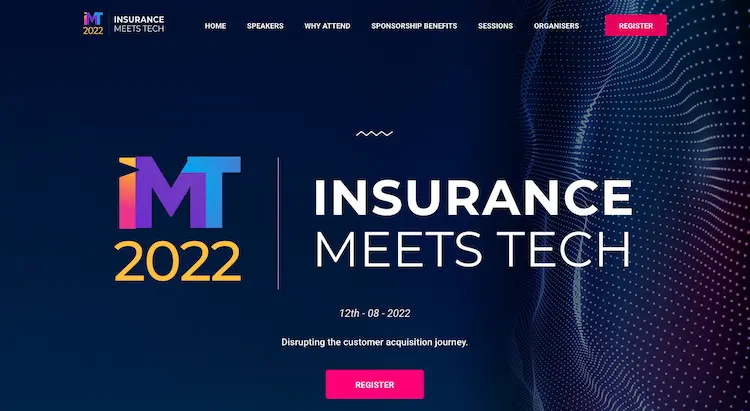 iMT INSURANCE
2022 MEETS TECH
HOME SPEAKERS WHY ATTEND SPONSORSHIP BENEFITS SESSIONS ORGANISERS REGISTER
iMT
2022
INSURANCE
MEETS TECH
12th - 08 - 2022
Disrupting the customer acquisition journey.
REGISTER